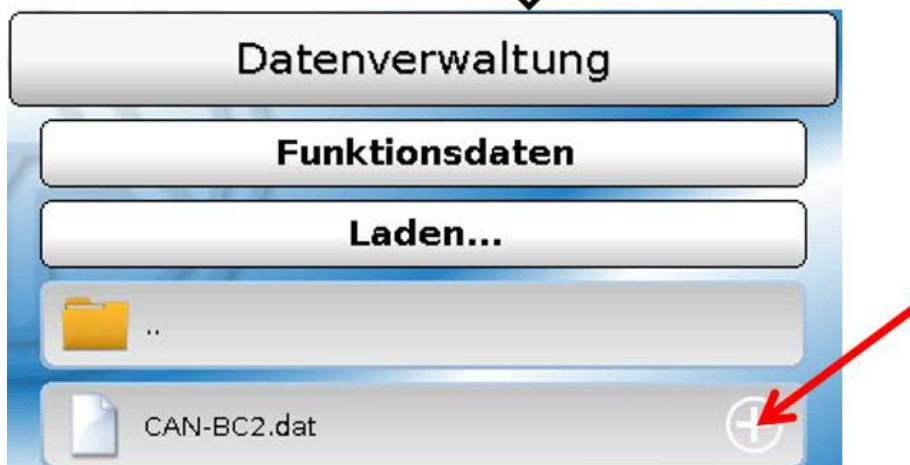 Datenverwaltung
Funktionsdaten
Laden...
..
CAN-BC2.dat